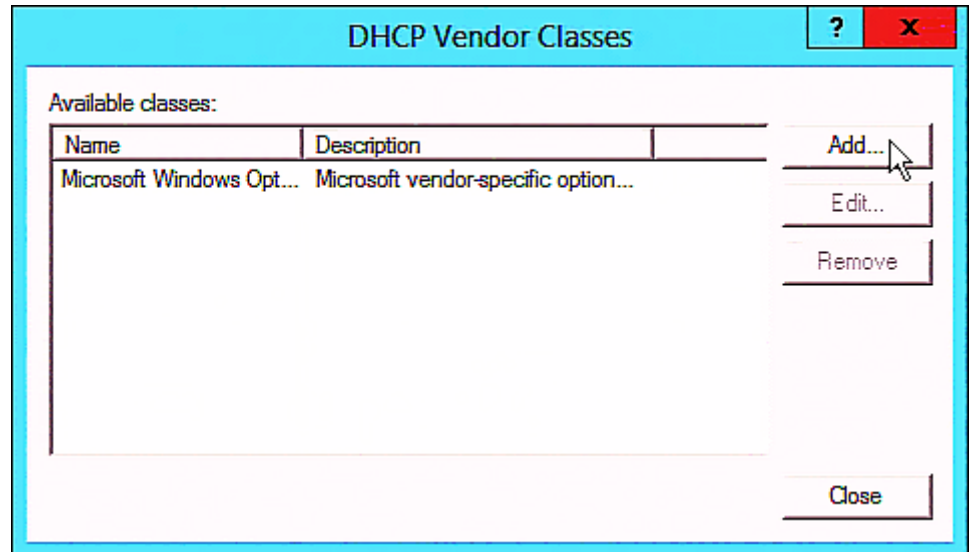 DHCP Vendor Classes ? x
Available classes:
Name Description
Add...
Microsoft Windows Opt... Microsoft vendor-specific option...
Edit...
Remove
Close